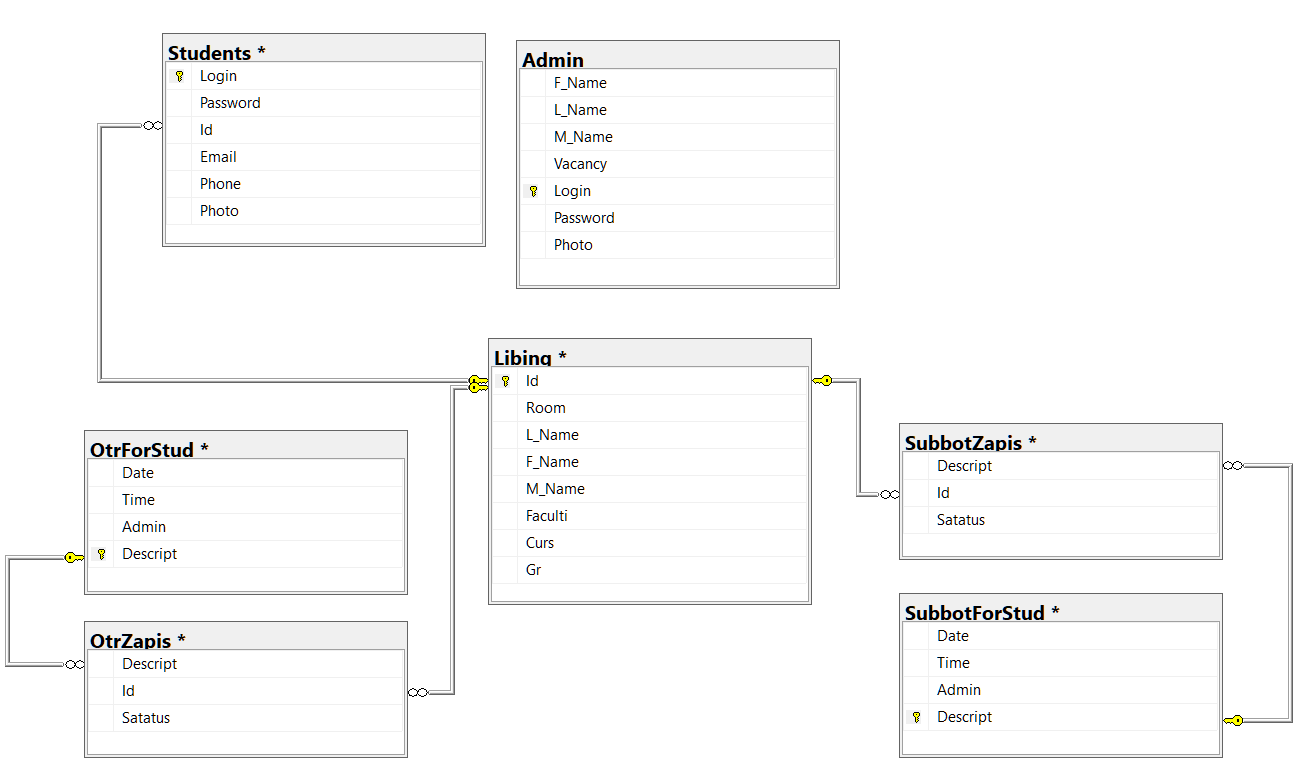 Students *
Login
Password
Id
Email
Phone
Photo
Admin
F_Name
L_Name
M_Name
Vacancy
Login
Password
Photo
Libing *
Id
Room
L_Name
F_Name
M_Name
Faculti
Curs
Gr
OtrForStud *
Date
Time
Admin
Descript
OtrZapis *
Descript
Id
Satatus
SubbotZapis *
Descript
Id
Satatus
SubbotForStud *
Date
Time
Admin
Descript